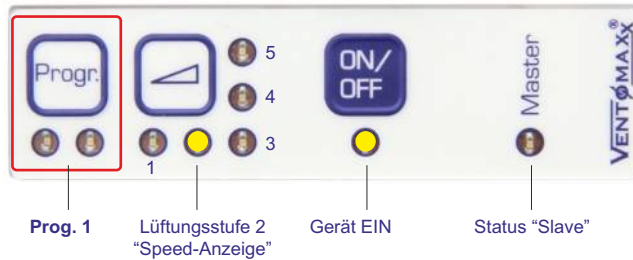 Progr.
5
4
3
1
ON/
OFF
Master
VENTOMAXX®
Prog. 1
Lüftungsstufe 2
“Speed-Anzeige”
Gerät EIN
Status “Slave”